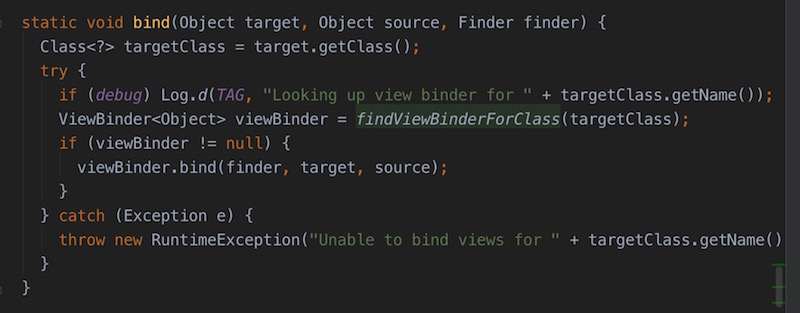 static void bind(Object target, Object source, Finder finder) {
Class<?> targetClass = target.getClass();
try {
if (debug) Log.d(TAG, "Looking up view binder for " + targetClass.getName());
ViewBinder<Object> viewBinder = findViewBinderForClass(targetClass);
if (viewBinder != null) {
viewBinder.bind(finder, target, source);
}
} catch (Exception e) {
throw new RuntimeException("Unable to bind views for " + targetClass.getName()
}
}